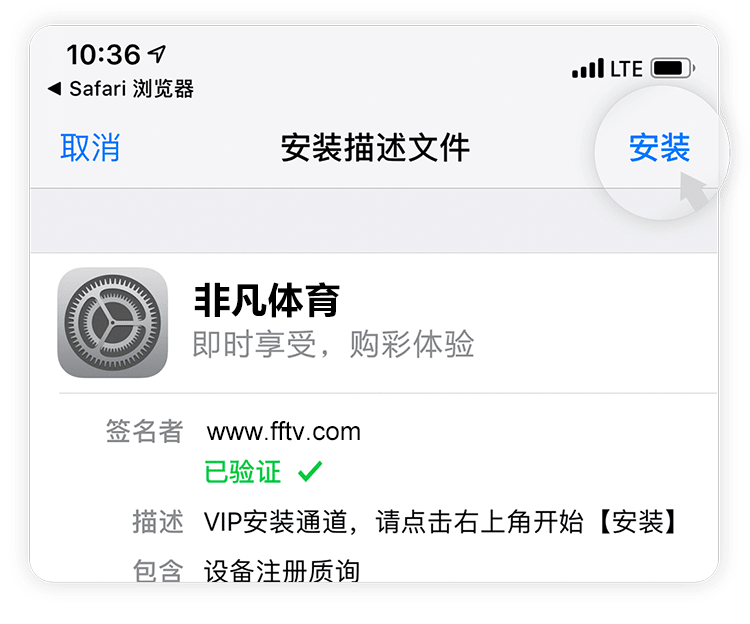 10:36
LTE
Safari 浏览器
取消
安装描述文件
安装
非凡体育
即时享受，购彩体验
签名者 www.fftv.com
已验证
描述 VIP安装通道，请点击右上角开始【安装】
包含 设备注册质询